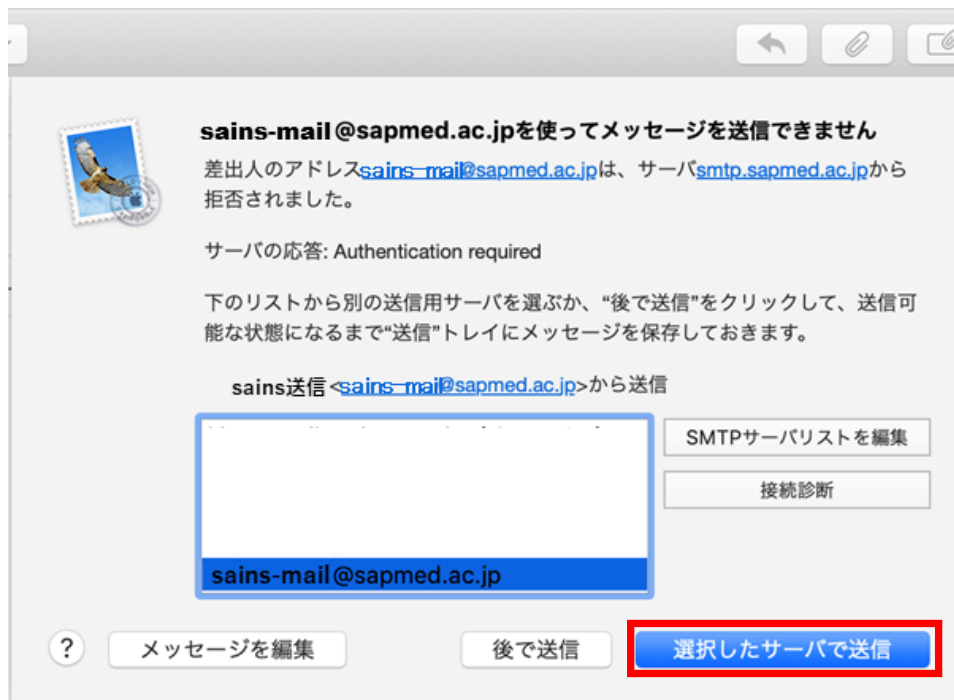 sains-mail@sapmed.ac.jpを使ってメッセージを送信できません
差出人のアドレスsains-mail@sapmed.ac.jpは、サーバsmtp.sapmed.ac.jpから
拒否されました。
サーバの応答: Authentication required
下のリストから別の送信用サーバを選ぶか、“後で送信”をクリックして、送信可
能な状態になるまで“送信”トレイにメッセージを保存しておきます。
sains送信<sains-mail@sapmed.ac.jp>から送信
SMTPサーバリストを編集
接続診断
sains-mail@sapmed.ac.jp
? メッセージを編集 後で送信 選択したサーバで送信